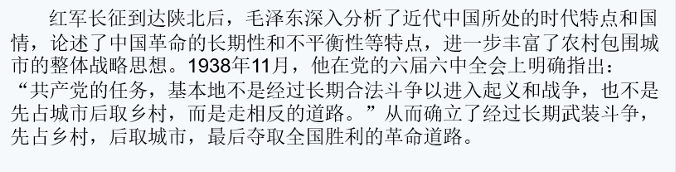 红军长征到达陕北后，毛泽东深入分析了近代中国所处的时代特点和国
情，论述了中国革命的长期性和不平衡性等特点，进一步丰富了农村包围城
市的整体战略思想。1938年11月，他在党的六届六中全会上明确指出：
“共产党的任务，基本地不是经过长期合法斗争以进入起义和战争，也不是
先占城市后取乡村，而是走相反的道路。”从而确立了经过长期武装斗争，
先占乡村，后取城市，最后夺取全国胜利的革命道路。